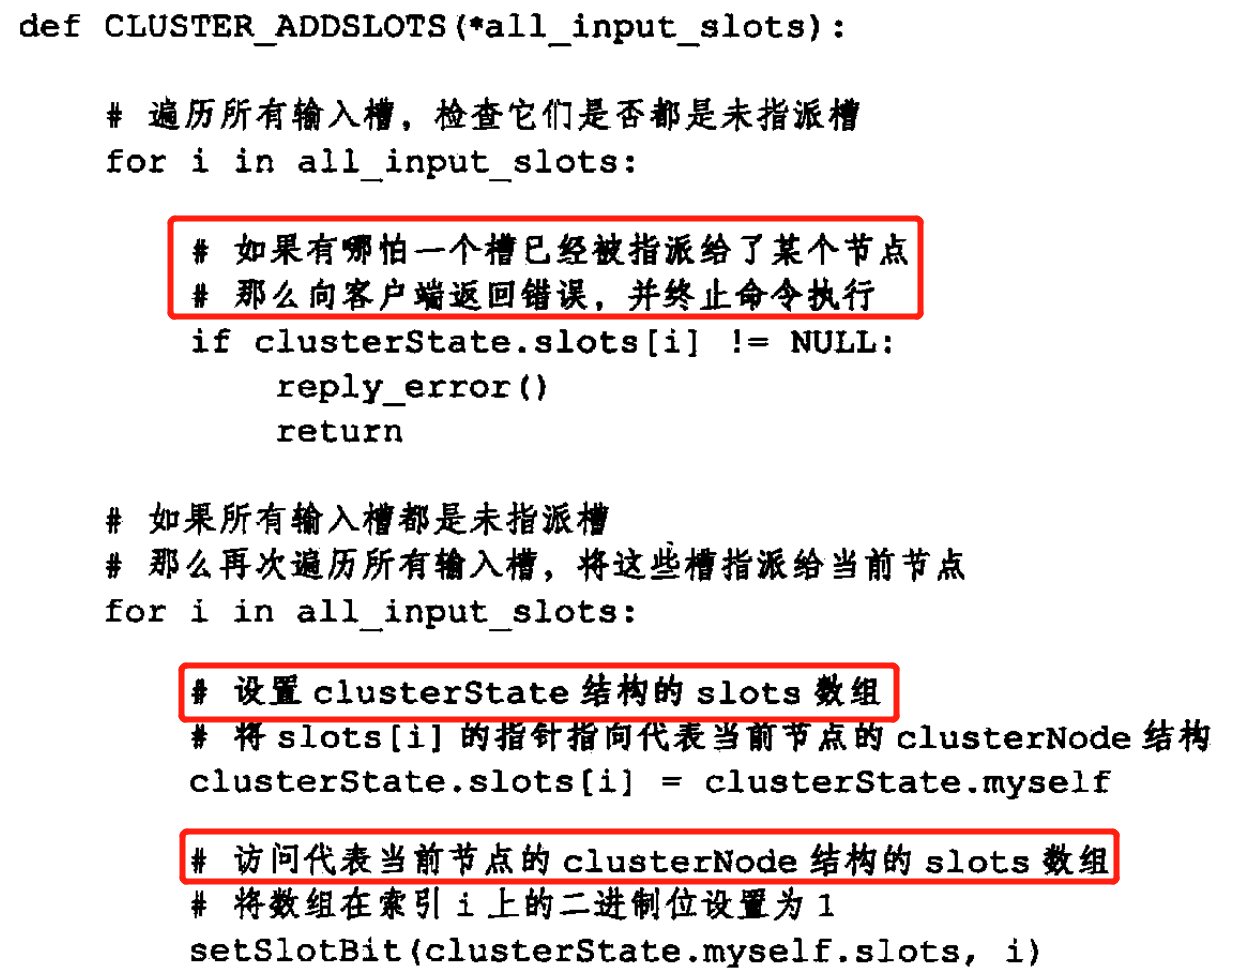 def CLUSTER_ADDSLOTS(*all_input_slots):
# 遍历所有输入槽，检查它们是否都是未指派槽
for i in all_input_slots:
# 如果有哪怕一个槽已经被指派给了某个节点
# 那么向客户端返回错误，并终止命令执行
if clusterState.slots[i] != NULL:
reply_error()
return
# 如果所有输入槽都是未指派槽
# 那么再次遍历所有输入槽，将这些槽指派给当前节点
for i in all_input_slots:
# 设置 clusterState 结构的 slots 数组
# 将 slots[i] 的指针指向代表当前节点的 clusterNode 结构
clusterState.slots[i] = clusterState.myself
# 访问代表当前节点的 clusterNode 结构的 slots 数组
# 将数组在索引 i 上的二进制位设置为 1
setSlotBit(clusterState.myself.slots, i)